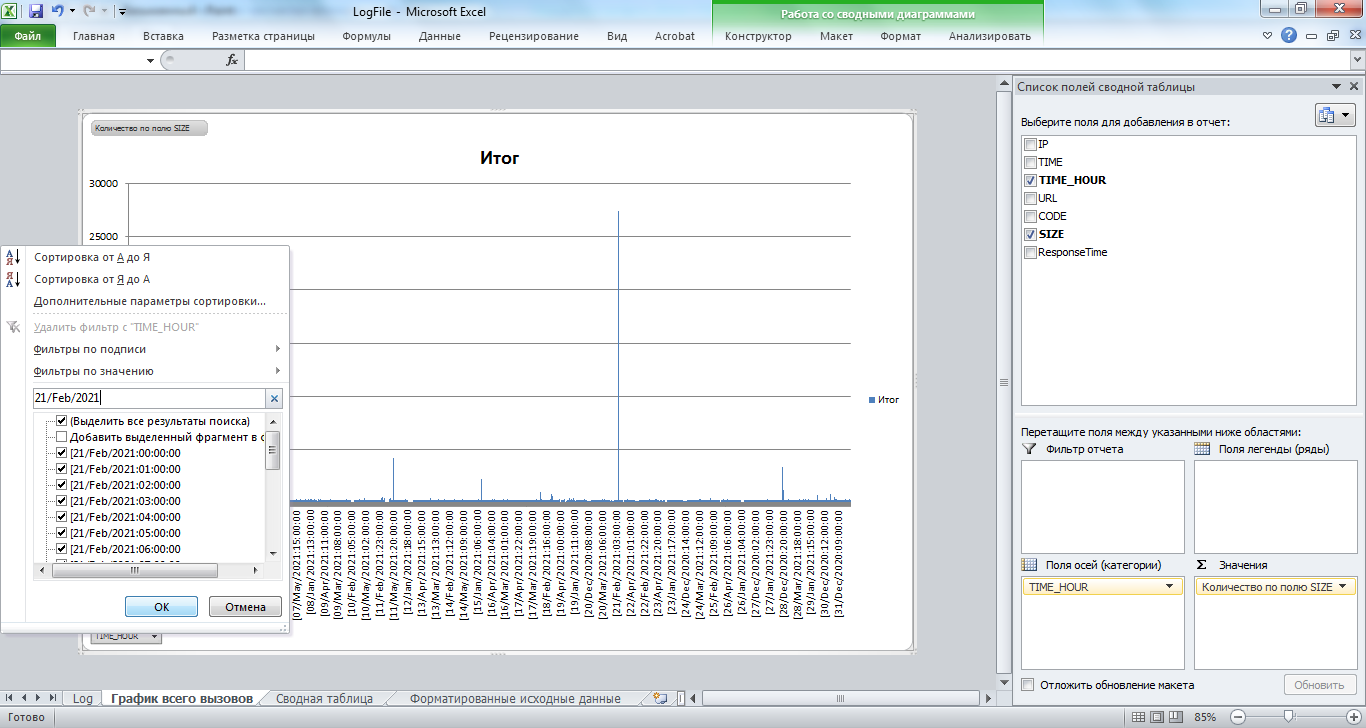 LogFile - Microsoft Excel
Работа со сводными диаграммами
Файл Главная Вставка Разметка страницы Формулы Данные Рецензирование Вид Acrobat Конструктор Макет Формат Анализировать
fx
Количество по полю SIZE
Итог
30000
25000
Итог
[07/May/2021:15:00:00
[08/Jan/2021:13:00:00
[09/Apr/2021:11:00:00
[09/Mar/2021:08:00:00
[10/Feb/2021:05:00:00
[10/May/2021:02:00:00
[11/Feb/2021:23:00:00
[11/May/2021:20:00:00
[12/Jan/2021:18:00:00
[13/Apr/2021:15:00:00
[13/Mar/2021:13:00:00
[14/Feb/2021:12:00:00
[14/May/2021:09:00:00
[15/Jan/2021:06:00:00
[16/Apr/2021:04:00:00
[16/Mar/2021:01:00:00
[17/Apr/2021:22:00:00
[17/Mar/2021:19:00:00
[18/Feb/2021:16:00:00
[19/Apr/2021:13:00:00
[19/Jan/2021:11:00:00
[20/Dec/2020:08:00:00
[20/Mar/2021:06:00:00
[21/Feb/2021:03:00:00
[22/Apr/2021:01:00:00
[22/Feb/2021:22:00:00
[23/Apr/2021:20:00:00
[23/Jan/2021:17:00:00
[24/Dec/2020:14:00:00
[24/Mar/2021:12:00:00
[25/Feb/2021:09:00:00
[26/Apr/2021:06:00:00
[26/Jan/2021:04:00:00
[27/Dec/2020:02:00:00
[27/Jan/2021:23:00:00
[28/Dec/2020:21:00:00
[28/Mar/2021:18:00:00
[29/Jan/2021:15:00:00
[30/Dec/2020:12:00:00
[31/Dec/2020:09:00:00
TIME_HOUR
Сортировка от А до Я
Сортировка от Я до А
Дополнительные параметры сортировки...
Удалить фильтр с "TIME_HOUR"
Фильтры по подписи
Фильтры по значению
21/Feb/2021
(Выделить все результаты поиска)
Добавить выделенный фрагмент в с
[21/Feb/2021:00:00:00
[21/Feb/2021:01:00:00
[21/Feb/2021:02:00:00
[21/Feb/2021:03:00:00
[21/Feb/2021:04:00:00
[21/Feb/2021:05:00:00
[21/Feb/2021:06:00:00
ОК Отмена
Список полей сводной таблицы
Выберите поля для добавления в отчет:
IP
TIME
TIME_HOUR
URL
CODE
SIZE
ResponseTime
Перетащите поля между указанными ниже областями:
Фильтр отчета Поля легенды (ряды)
Поля осей (категории) Σ Значения
TIME_HOUR Количество по полю SIZE
Отложить обновление макета Обновить
Log График всего вызовов Сводная таблица Форматированные исходные данные
Готово 85%